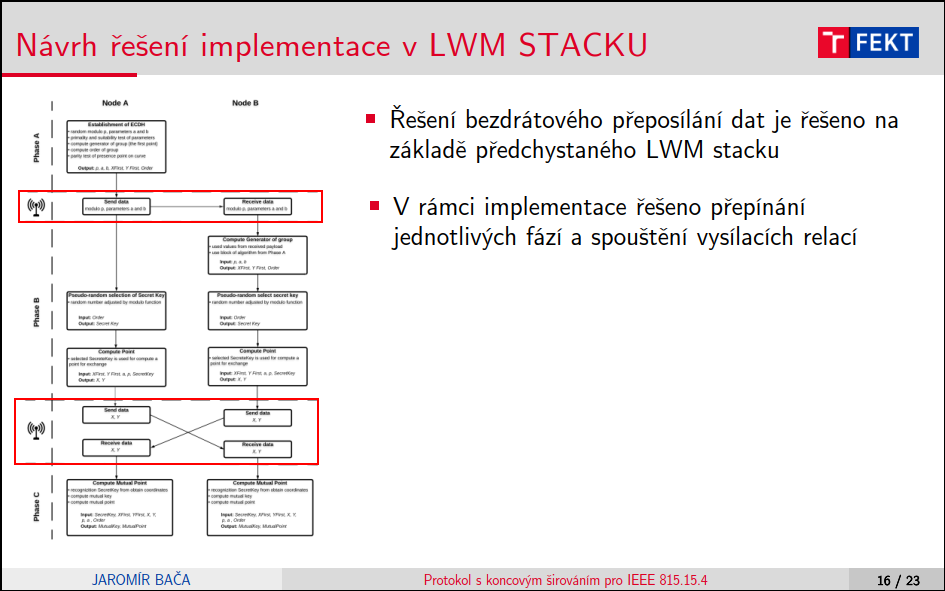 Návrh řešení implementace v LWM STACKU
T FEKT
Node A
Node B
Phase A
Establishment of ECDH
• random modulo p, parameters a and b
• primality and suitability test of parameters
• compute generator of group (the first point)
• compute order of group
• parity test of presence point on curve
Output: p, a, b, XFirst, Y First, Order
Send data
modulo p, parameters a and b
Receive data
modulo p, parameters a and b
Compute Generator of group
• used values from received payload
• use block of algorithm from Phase A
Input: p, a, b
Output: XFirst, Y First, Order
Phase B
Pseudo-random selection of Secret Key
• random number adjusted by modulo function
Input: Order
Output: Secret Key
Pseudo-random select secret key
• random number adjusted by modulo function
Input: Order
Output: Secret Key
Compute Point
• selected SecreteKey is used for compute a
point for exchange
Input: XFirst, Y First, a, p, SecretKey
Output: X, Y
Compute Point
• selected SecreteKey is used for compute a
point for exchange
Input: XFirst, Y First, a, p, SecretKey
Output: X, Y
Send data
X, Y
Send data
X, Y
Receive data
X, Y
Receive data
X, Y
Phase C
Compute Mutual Point
• recognizition SecretKey from obtain coordinates
• compute mutual key
• compute mutual point
Input: SecretKey, XFirst, YFirst, X, Y,
p, a , Order
Output: MutualKey, MutualPoint
Compute Mutual Point
• recognizition SecretKey from obtain coordinates
• compute mutual key
• compute mutual point
Input: SecretKey, XFirst, YFirst, X, Y,
p, a , Order
Output: MutualKey, MutualPoint
Řešení bezdrátového přeposílání dat je řešeno na
základě předchystaného LWM stacku
V rámci implementace řešeno přepínání
jednotlivých fází a spouštění vysílacích relací
JAROMÍR BAČA
Protokol s koncovým širováním pro IEEE 815.15.4
16 / 23